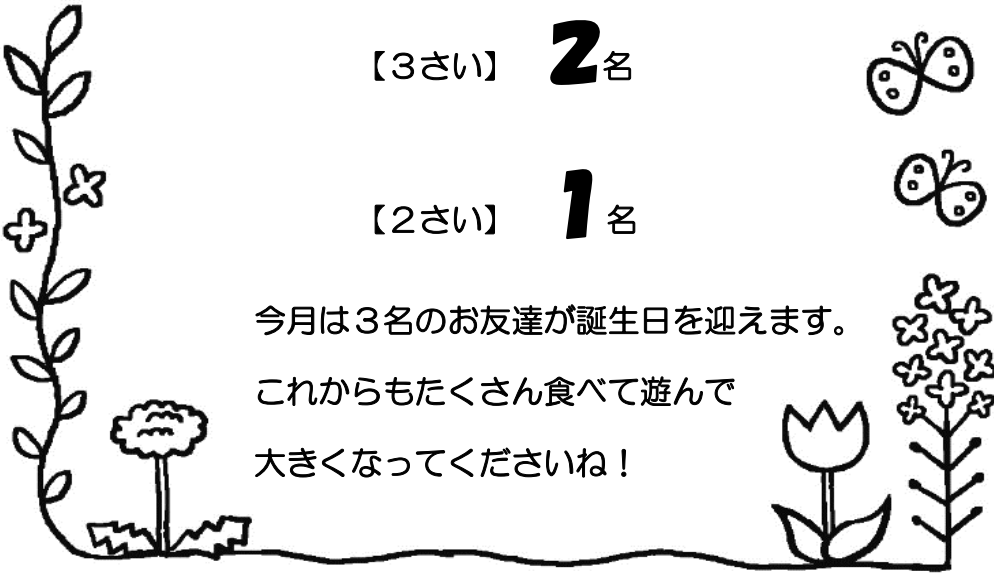 【３さい】　2名
【２さい】　1名
今月は３名のお友達が誕生日を迎えます。
これからもたくさん食べて遊んで
大きくなってくださいね！